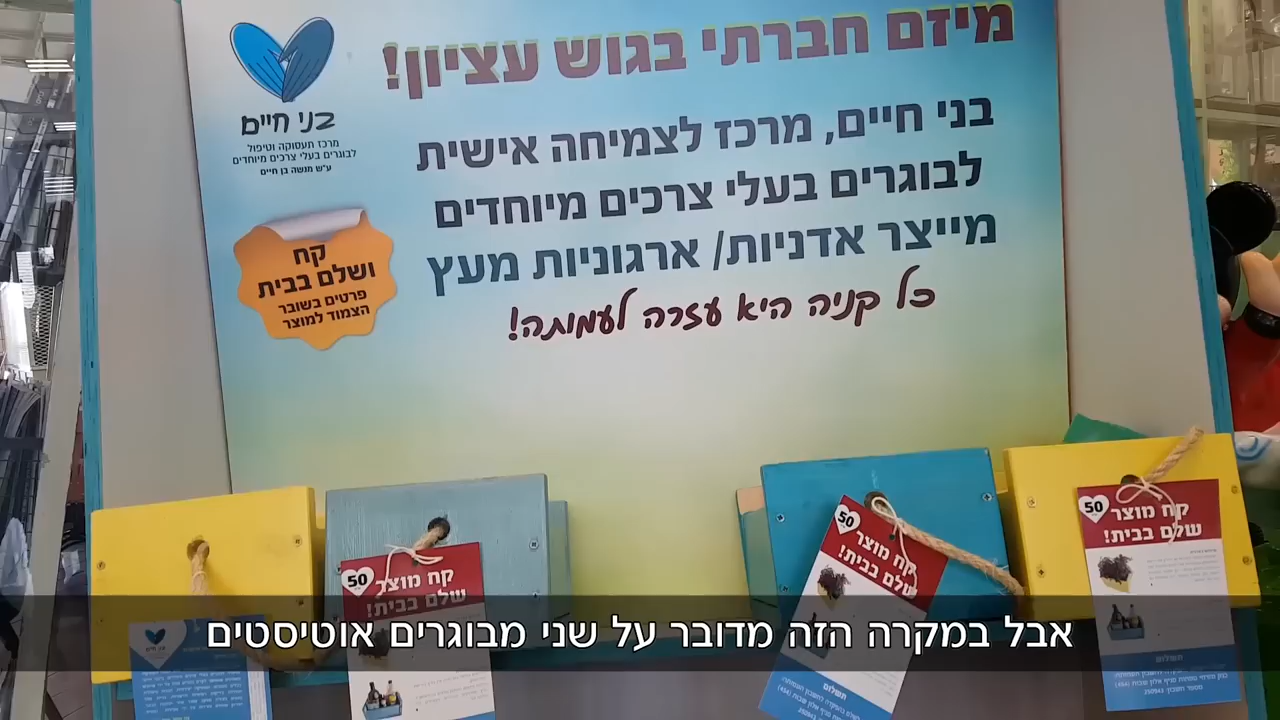 מיזם חברתי בגוש עציון!
בני חיים
מרכז תעסוקה וטיפול
לבוגרים בעלי צרכים מיוחדים
ע״ש מנשה בן חיים
בני חיים, מרכז לצמיחה אישית
לבוגרים בעלי צרכים מיוחדים
מייצר אדניות/ ארגוניות מעץ
כל קניה היא עזרה לעמותה!
קח
ושלם בבית
פרטים בשובר
הצמוד למוצר
50
קח מוצר
שלם בבית!
50
קח מוצר
שלם בבית!
תשלום
50
קח מוצר
שלם בבית!
תשלום
אבל במקרה הזה מדובר על שני מבוגרים אוטיסטים